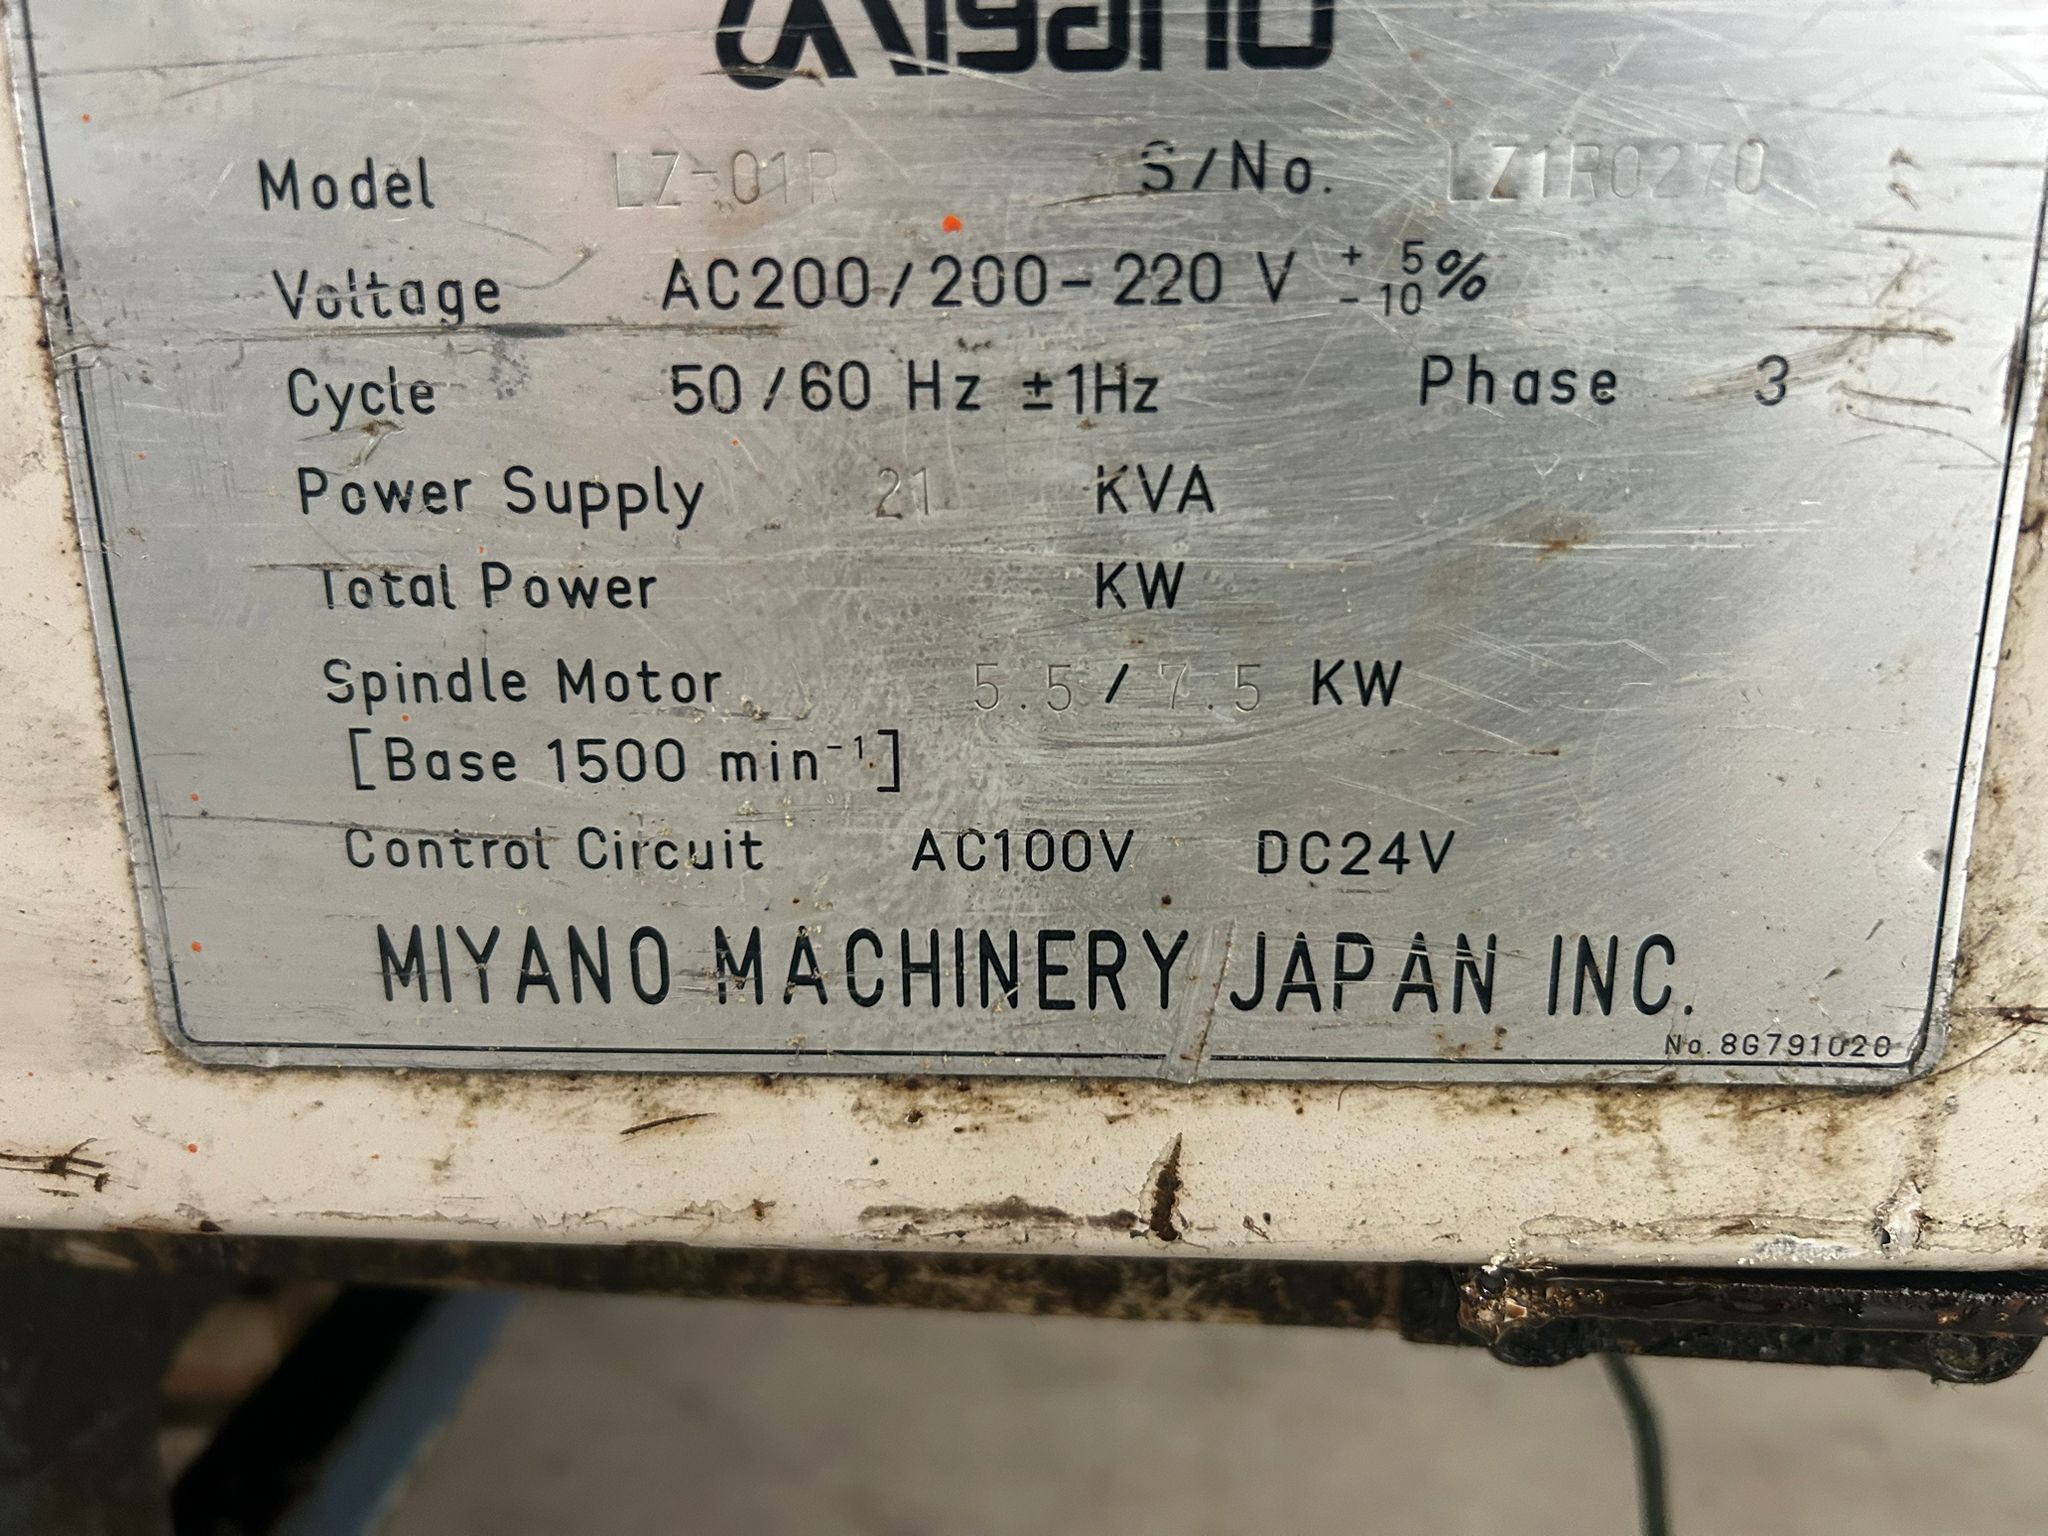 Miyano
Model LZ-01R S/No. LZ1R0270
Voltage AC200/200-220 V +5 -10 %
Cycle 50/60 Hz ±1Hz Phase 3
Power Supply 21 KVA
Total Power KW
Spindle Motor 5.5/7.5 KW
[Base 1500 min⁻¹]
Control Circuit AC100V DC24V
MIYANO MACHINERY JAPAN INC.
No.8G791020